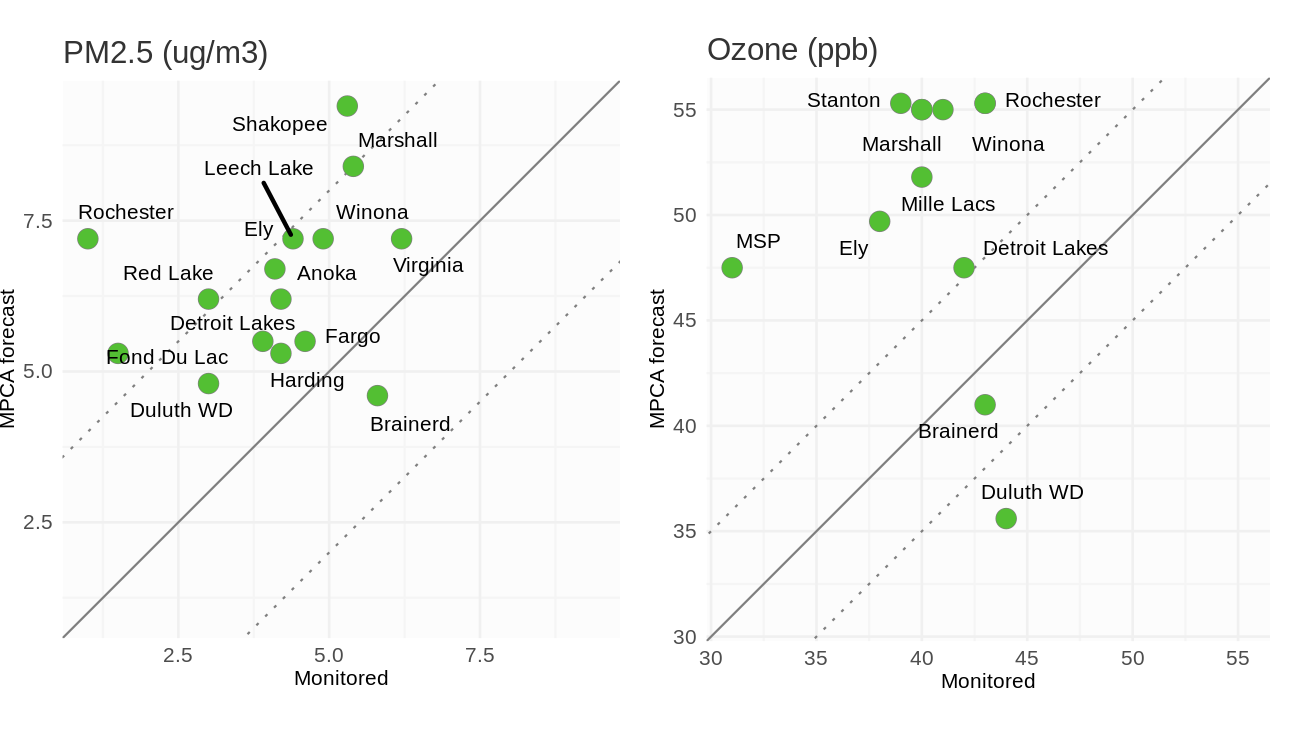 PM2.5 (ug/m3)
Shakopee
Marshall
Leech Lake
Rochester
Winona
7.5
Ely
Virginia
Red Lake
Anoka
Detroit Lakes
Fargo
Fond Du Lac
5.0
Harding
Duluth WD
Brainerd
2.5
MPCA forecast
2.5
5.0
7.5
Monitored
Ozone (ppb)
Stanton
Rochester
55
Marshall
Winona
Mille Lacs
50
MSP
Ely
Detroit Lakes
45
40
Brainerd
Duluth WD
35
30
MPCA forecast
30
35
40
45
50
55
Monitored